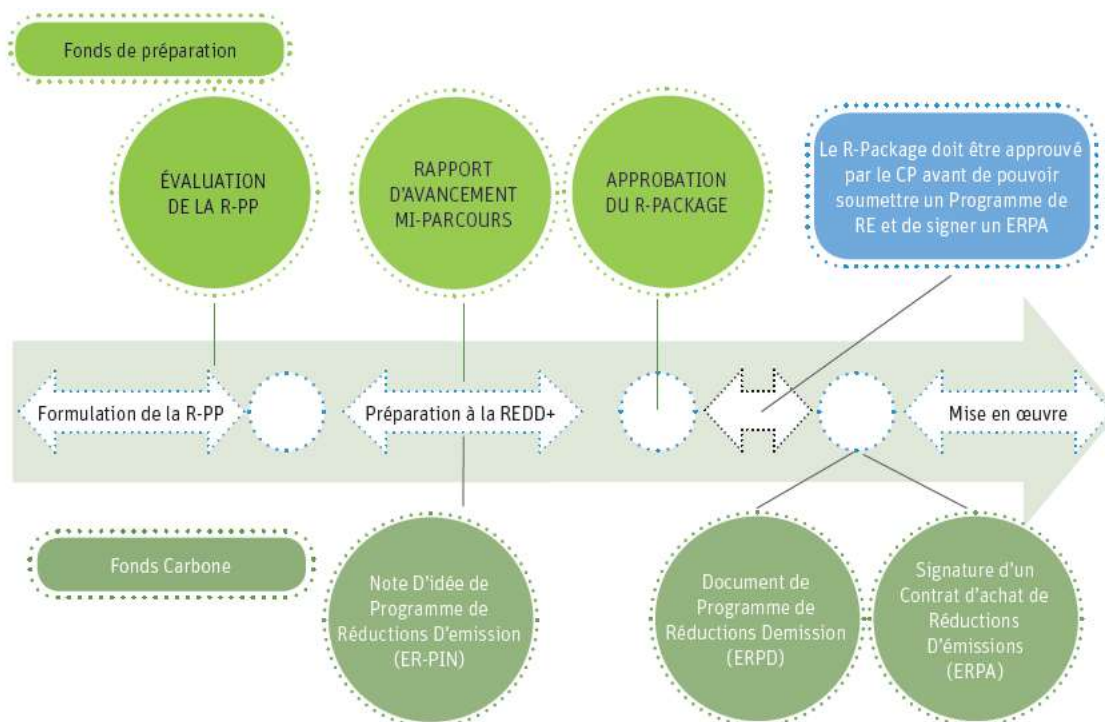 Fonds de préparation
ÉVALUATION
DE LA R-PP
RAPPORT
D'AVANCEMENT
MI-PARCOURS
APPROBATION
DU R-PACKAGE
Le R-Package doit être approuvé
par le CP avant de pouvoir
soumettre un Programme de
RE et de signer un ERPA
Formulation de la R-PP
Préparation à la REDD+
Mise en œuvre
Fonds Carbone
Note D'idée de
Programme de
Réductions D'emission
(ER-PIN)
Document de
Programme de
Réductions Demission
(ERPD)
Signature d'un
Contrat d'achat de
Réductions
D'émissions
(ERPA)